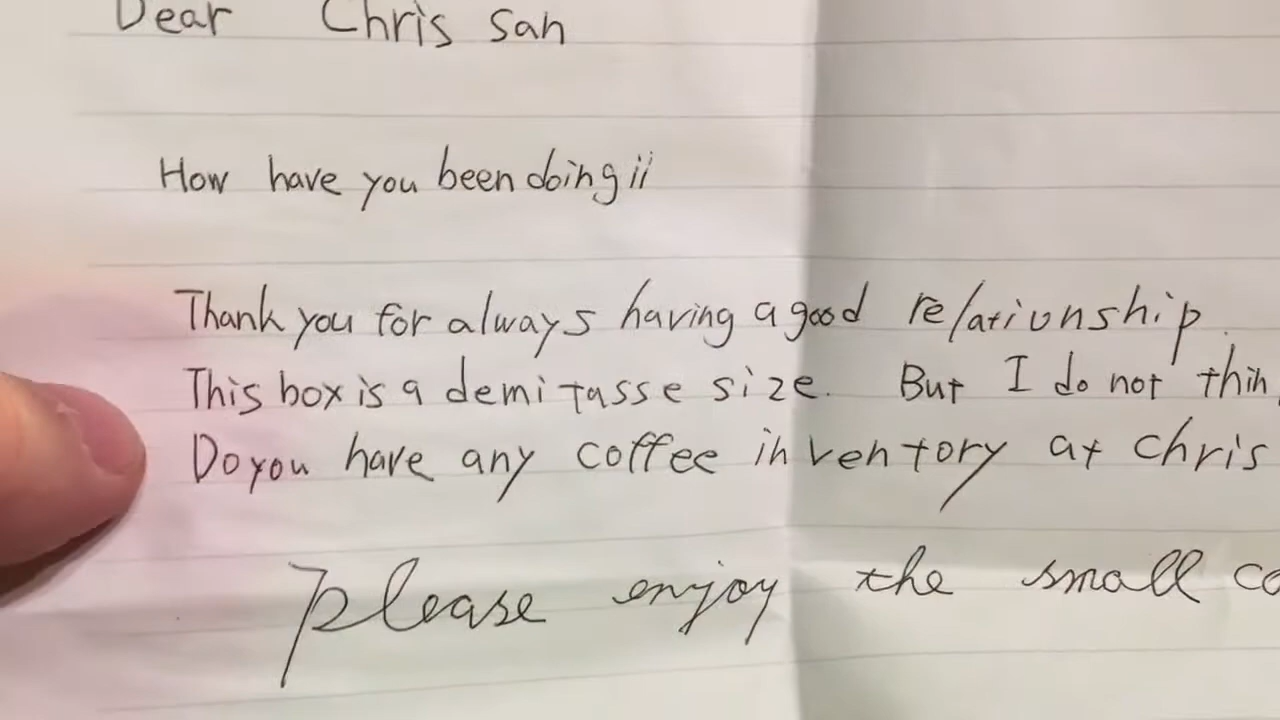 Dear Chris san
How have you been doing ii
Thank you for always having a good relationship.
This box is a demitasse size. But I do not
Do you have any coffee inventory at Chris
please enjoy the small